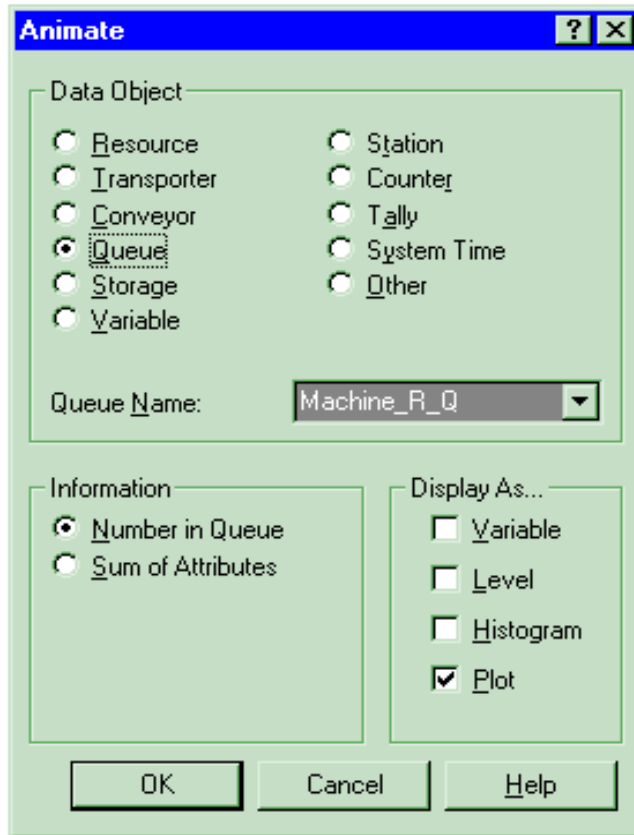 Animate
Data Object
Resource
Transporter
Conveyor
Queue
Storage
Variable
Station
Counter
Tally
System Time
Other
Queue Name:
Machine_R_Q
Information
Number in Queue
Sum of Attributes
Display As...
Variable
Level
Histogram
Plot
OK
Cancel
Help